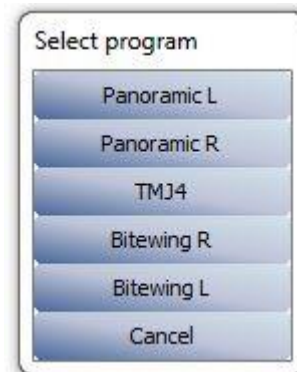 Select program
Panoramic L
Panoramic R
TMJ4
Bitewing R
Bitewing L
Cancel